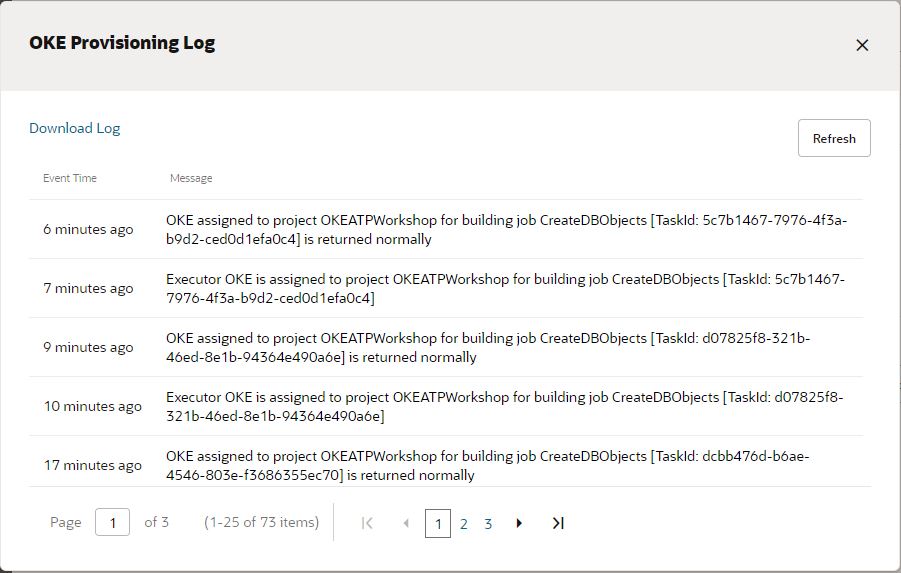 OKE Provisioning Log
Download Log
Refresh
Event Time Message
6 minutes ago
OKE assigned to project OKEATPWorkshop for building job CreateDBObjects [TaskId: 5c7b1467-7976-4f3a-
b9d2-ced0d1efa0c4] is returned normally
7 minutes ago
Executor OKE is assigned to project OKEATPWorkshop for building job CreateDBObjects [TaskId: 5c7b1467-
7976-4f3a-b9d2-ced0d1efa0c4]
9 minutes ago
OKE assigned to project OKEATPWorkshop for building job CreateDBObjects [TaskId: d07825f8-321b-
46ed-8e1b-94364e490a6e] is returned normally
10 minutes ago
Executor OKE is assigned to project OKEATPWorkshop for building job CreateDBObjects [TaskId: d07825f8-
321b-46ed-8e1b-94364e490a6e]
17 minutes ago
OKE assigned to project OKEATPWorkshop for building job CreateDBObjects [TaskId: dcbb476d-b6ae-
4546-803e-f3686355ec70] is returned normally
Page 1 of 3 (1-25 of 73 items) 1 2 3